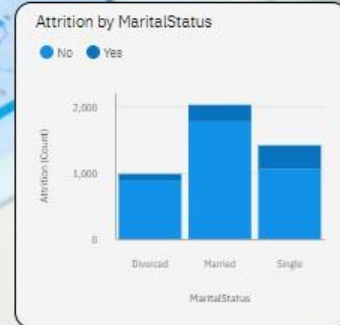 Attrition by MaritalStatus
No Yes
Attrition (Count)
2,000
1,000
0
Divorced Married Single
MaritalStatus